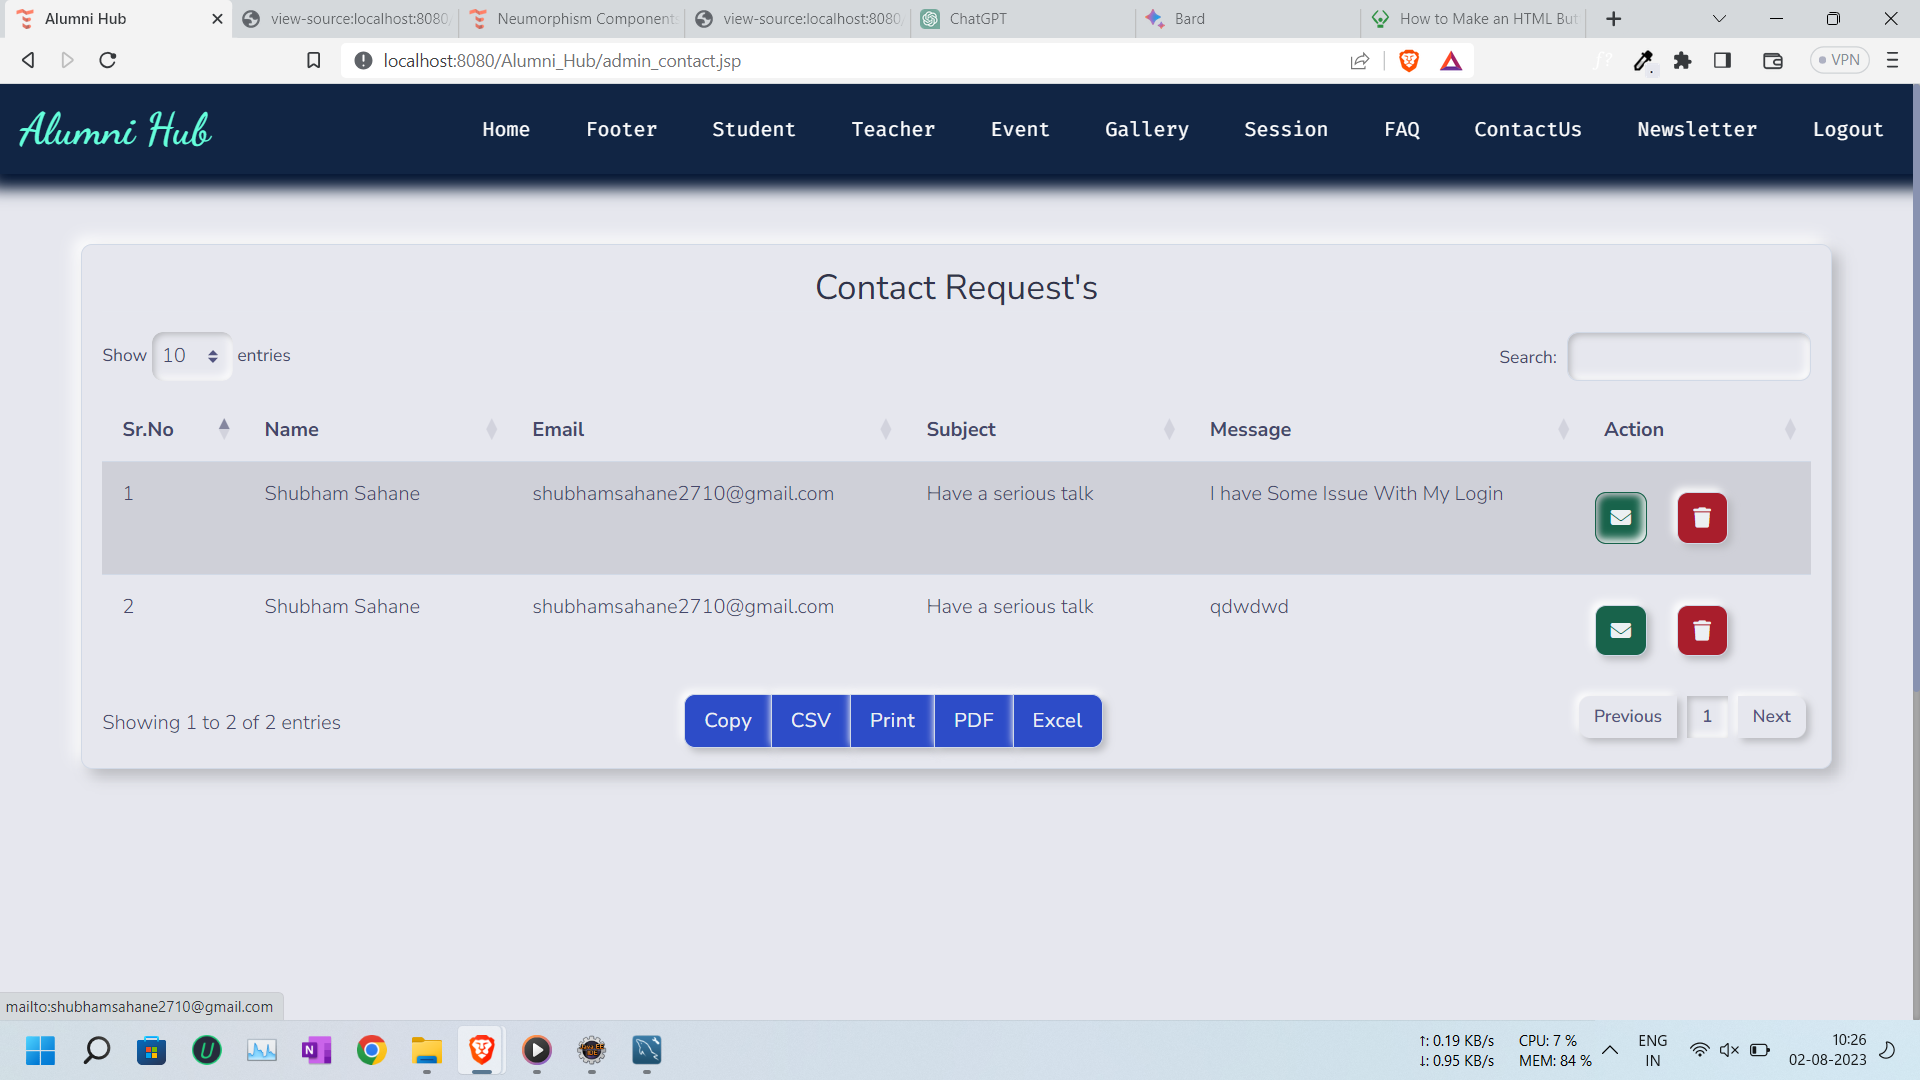 Alumni Hub
view-source:localhost:8080/
Neumorphism Component
view-source:localhost:8080/
ChatGPT
Bard
How to Make an HTML But
localhost:8080/Alumni_Hub/admin_contact.jsp
VPN
Alumni Hub Home Footer Student Teacher Event Gallery Session FAQ ContactUs Newsletter Logout
Contact Request's
Show 10 entries Search:
Sr.No Name Email Subject Message Action
1 Shubham Sahane shubhamsahane2710@gmail.com Have a serious talk I have Some Issue With My Login
2 Shubham Sahane shubhamsahane2710@gmail.com Have a serious talk qdwdwd
Showing 1 to 2 of 2 entries Copy CSV Print PDF Excel Previous 1 Next
mailto:shubhamsahane2710@gmail.com
↑: 0.19 KB/s CPU: 7 % ENG 10:26
↓: 0.95 KB/s MEM: 84 % IN 02-08-2023